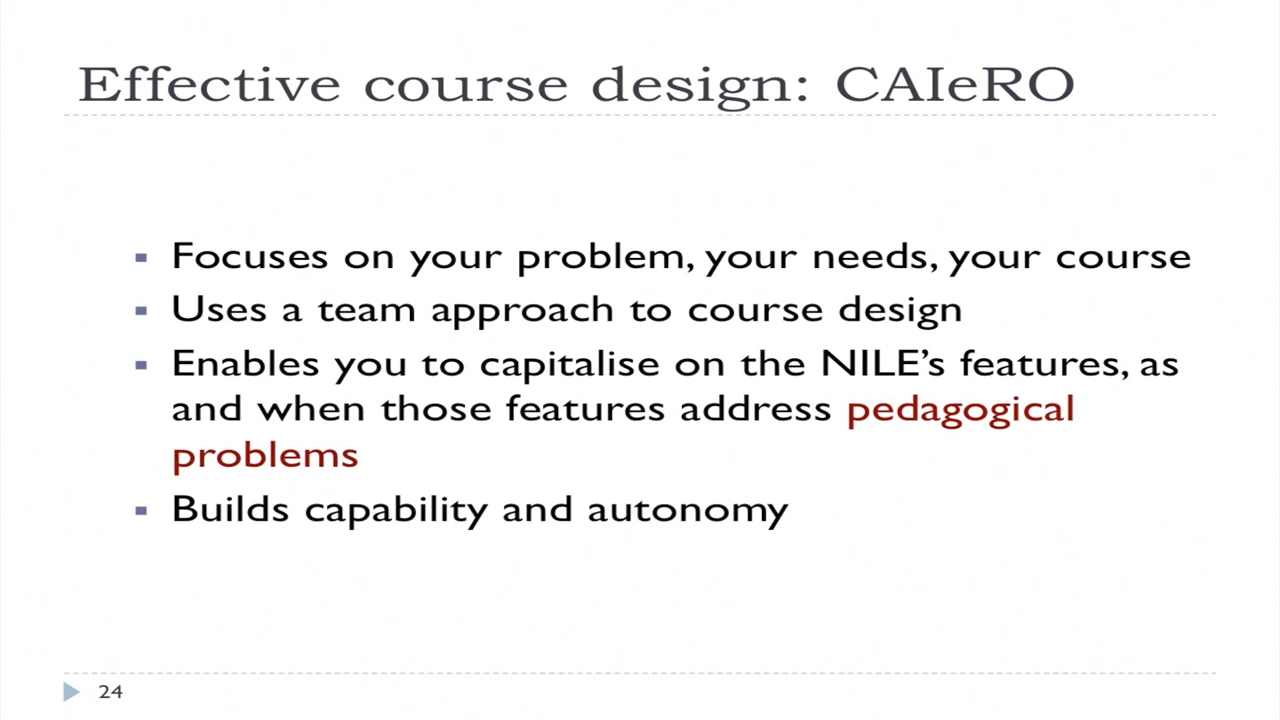 Effective course design: CAIeRO
▪ Focuses on your problem, your needs, your course
▪ Uses a team approach to course design
▪ Enables you to capitalise on the NILE’s features, as
and when those features address pedagogical
problems
▪ Builds capability and autonomy
24